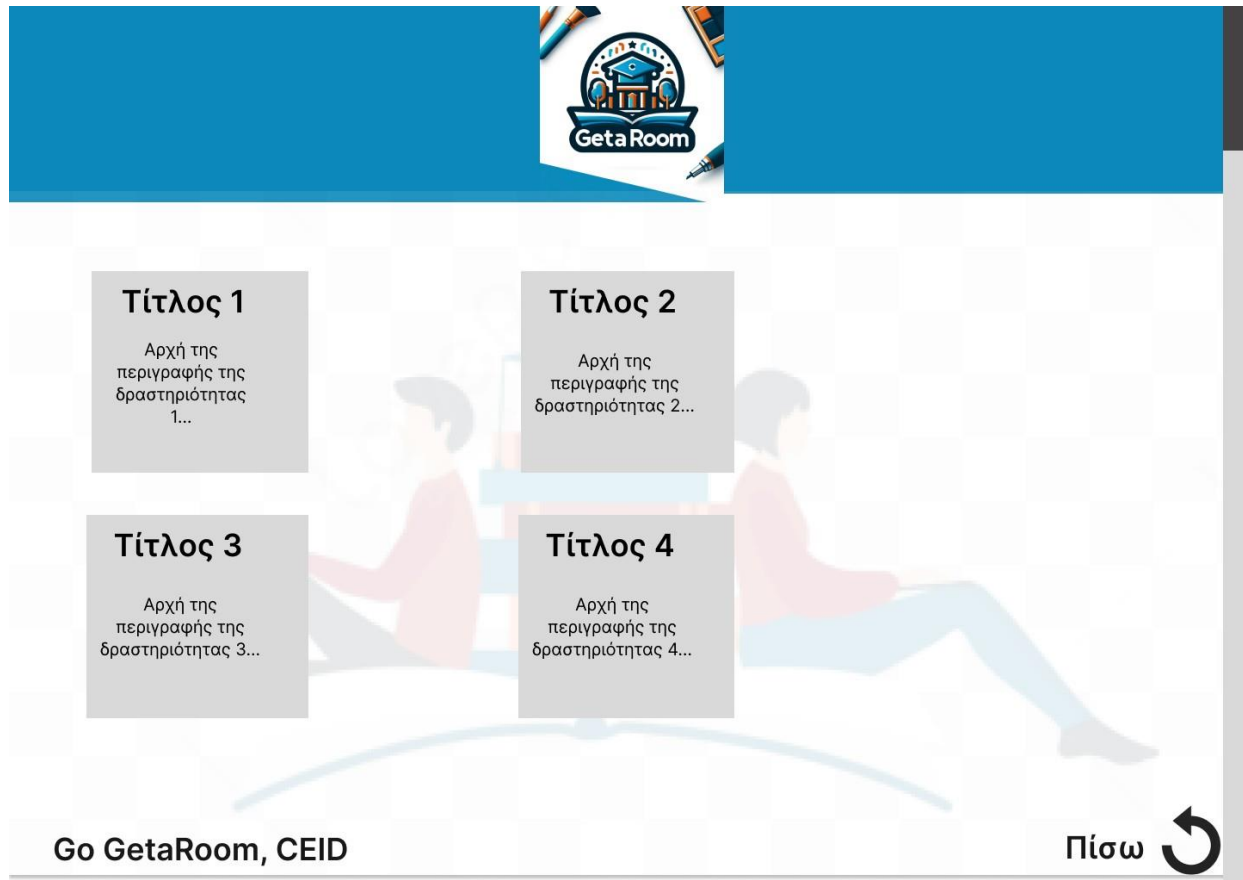 GetaRoom
Τίτλος 1
Αρχή της
περιγραφής της
δραστηριότητας
1...
Τίτλος 2
Αρχή της
περιγραφής της
δραστηριότητας 2...
Τίτλος 3
Αρχή της
περιγραφής της
δραστηριότητας 3...
Τίτλος 4
Αρχή της
περιγραφής της
δραστηριότητας 4...
Go GetaRoom, CEID
Πίσω